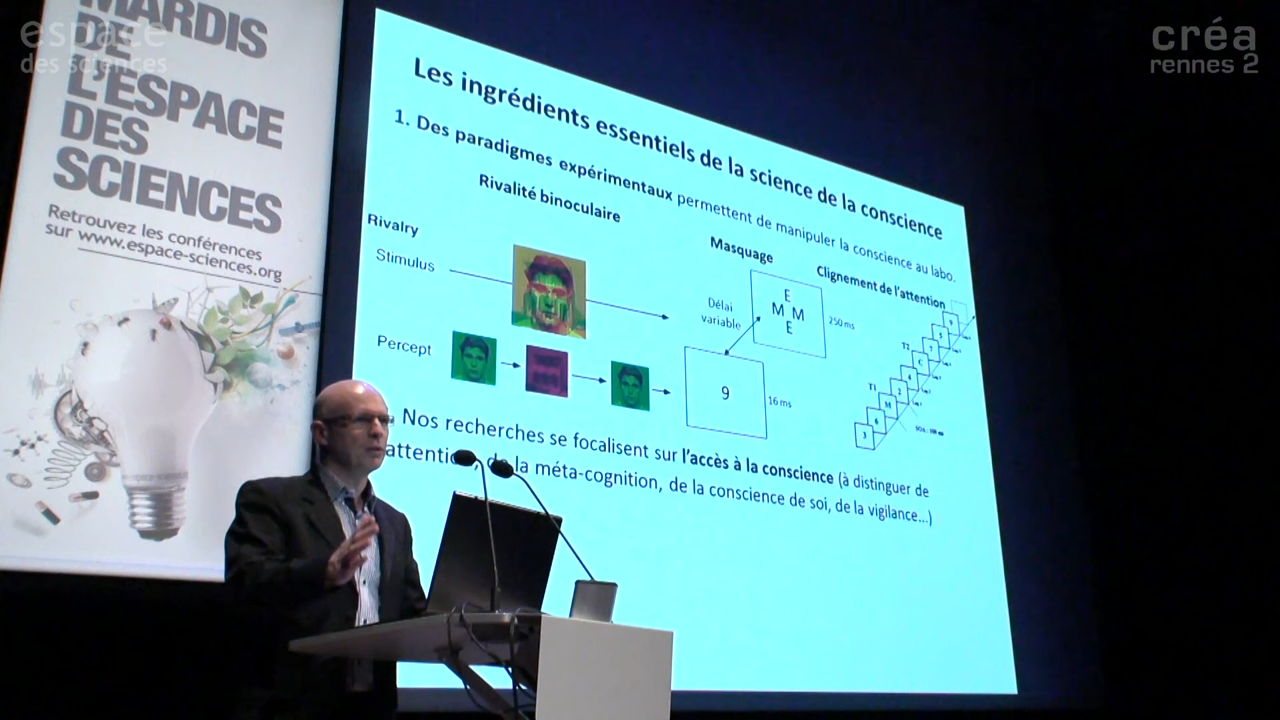 espace
des sciences
créa
rennes 2
MARDIS
DE
L'ESPACE
DES
SCIENCES
Retrouvez les conférences
sur www.espace-sciences.org
Les ingrédients essentiels de la science de la conscience
1. Des paradigmes expérimentaux permettent de manipuler la conscience au labo.
Rivalité binoculaire
Masquage
Clignement de l'attention
Rivalry
Stimulus
Percept
Délai
variable
E
M M
E
250 ms
9
16 ms
T2
T1
M
3
Nos recherches se focalisent sur l'accès à la conscience (à distinguer de
de la méta-cognition, de la conscience de soi, de la vigilance...)